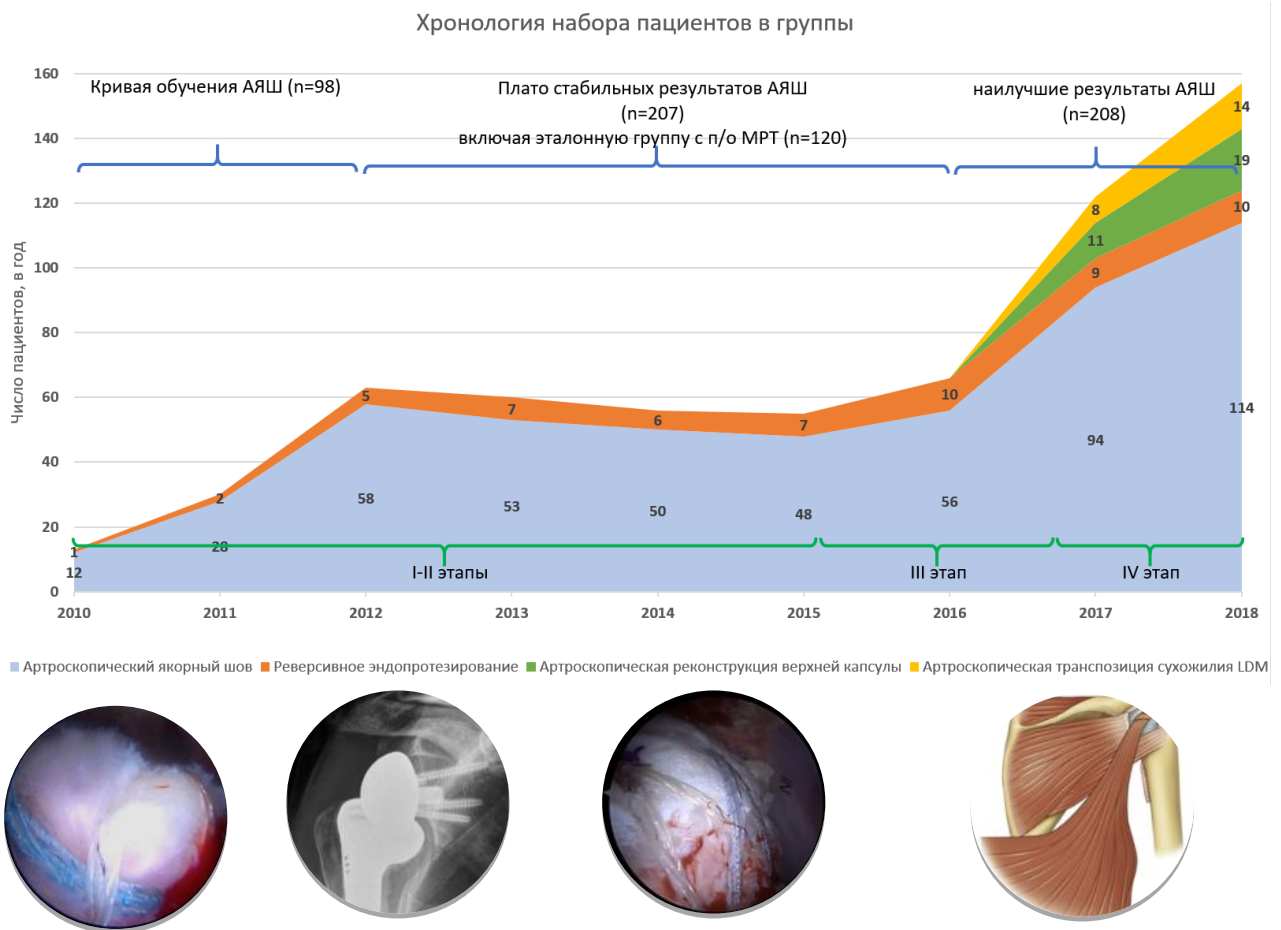 Хронология набора пациентов в группы
Кривая обучения АЯШ (n=98)
Плато стабильных результатов АЯШ
(n=207)
включая эталонную группу с п/о МРТ (n=120)
наилучшие результаты АЯШ
(n=208)
Число пациентов, в год
160
140
120
100
80
60
40
20
0
14
19
10
8
11
9
114
94
5
7
6
7
10
2
1
58
53
50
48
56
28
12
I-II этапы
III этап
IV этап
2010 2011 2012 2013 2014 2015 2016 2017 2018
Артроскопический якорный шов Реверсивное эндопротезирование Артроскопическая реконструкция верхней капсулы Артроскопическая транспозиция сухожилия LDM